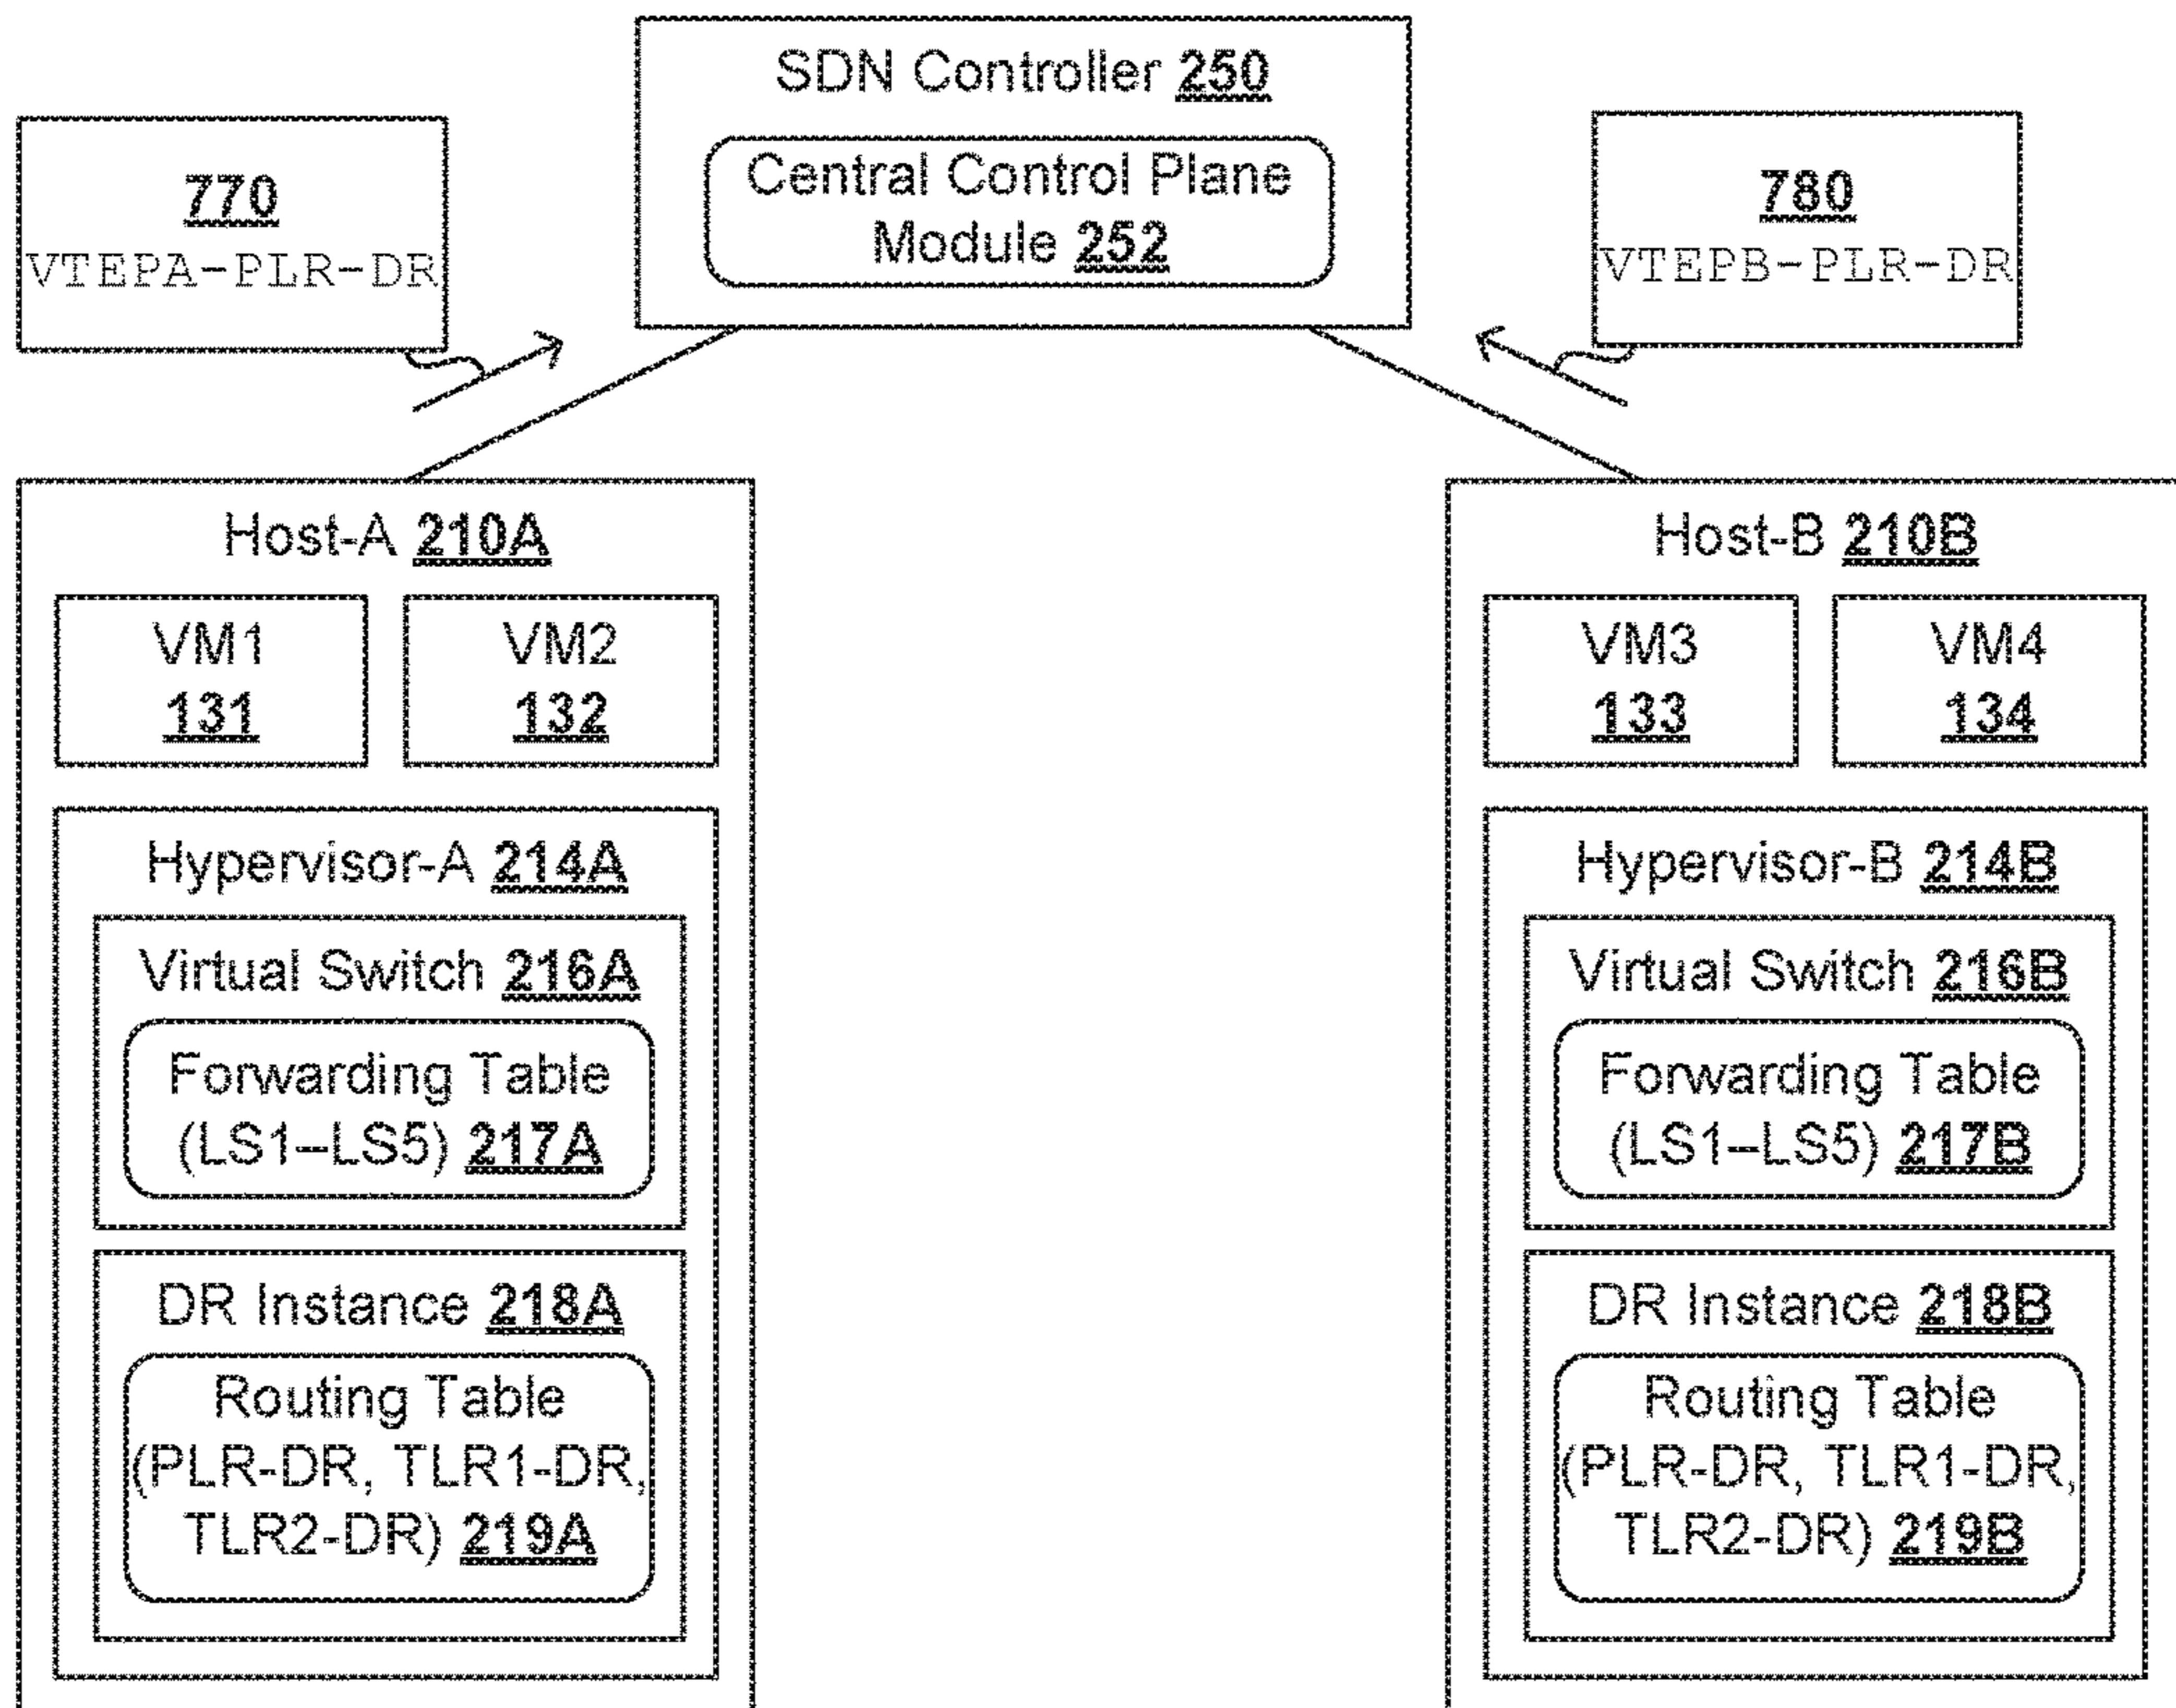 SDN Controller 250
Central Control Plane
Module 252
770
VTEPA-PLR-DR
780
VTEPB-PLR-DR
Host-A 210A
VM1
131
VM2
132
Hypervisor-A 214A
Virtual Switch 216A
Forwarding Table
(LS1–LS5) 217A
DR Instance 218A
Routing Table
(PLR-DR, TLR1-DR,
TLR2-DR) 219A
Host-B 210B
VM3
133
VM4
134
Hypervisor-B 214B
Virtual Switch 216B
Forwarding Table
(LS1–LS5) 217B
DR Instance 218B
Routing Table
(PLR-DR, TLR1-DR,
TLR2-DR) 219B